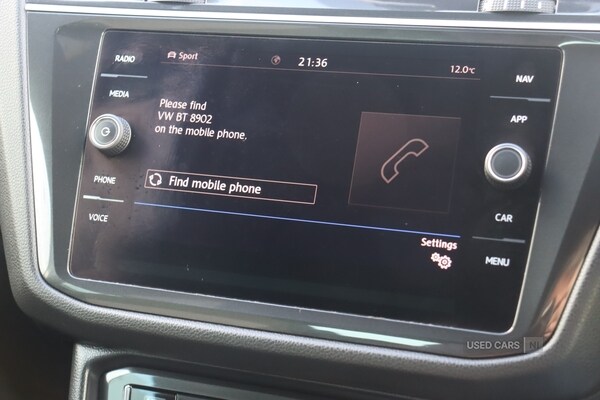 RADIO
Sport
21:36
12.0°C
NAV
MEDIA
Please find
VW BT 8902
on the mobile phone.
APP
PHONE
Find mobile phone
VOICE
CAR
Settings
MENU
USED CARS NI